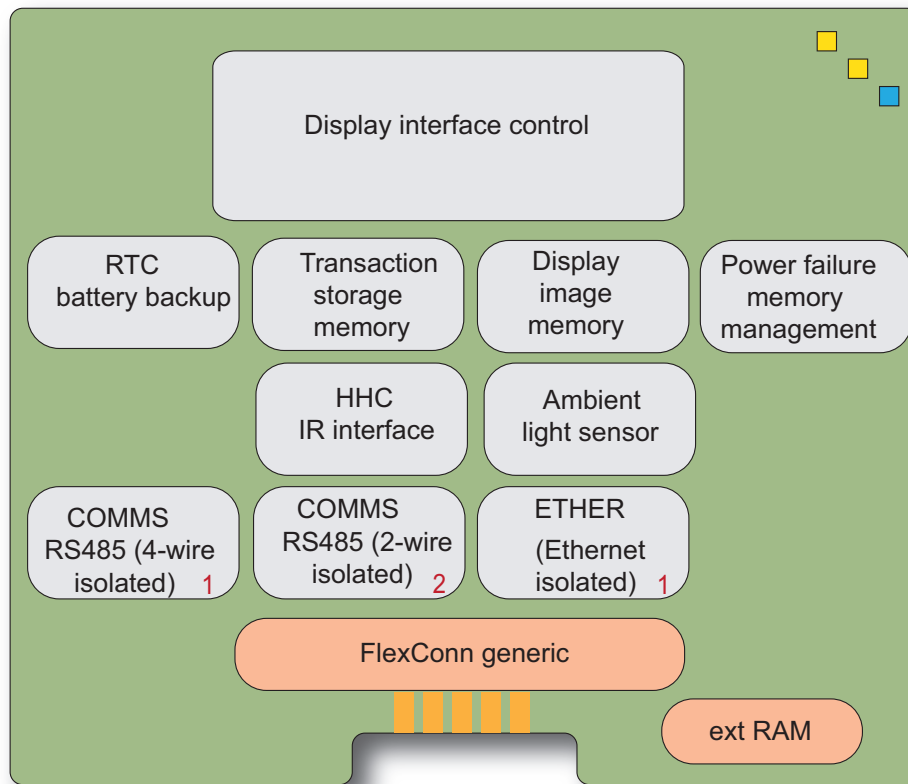 Display interface control
RTC
battery backup
Transaction
storage
memory
Display
image
memory
Power failure
memory
management
HHC
IR interface
Ambient
light sensor
COMMS
RS485 (4-wire
isolated) 1
COMMS
RS485 (2-wire
isolated) 2
ETHER
(Ethernet
isolated) 1
FlexConn generic
ext RAM